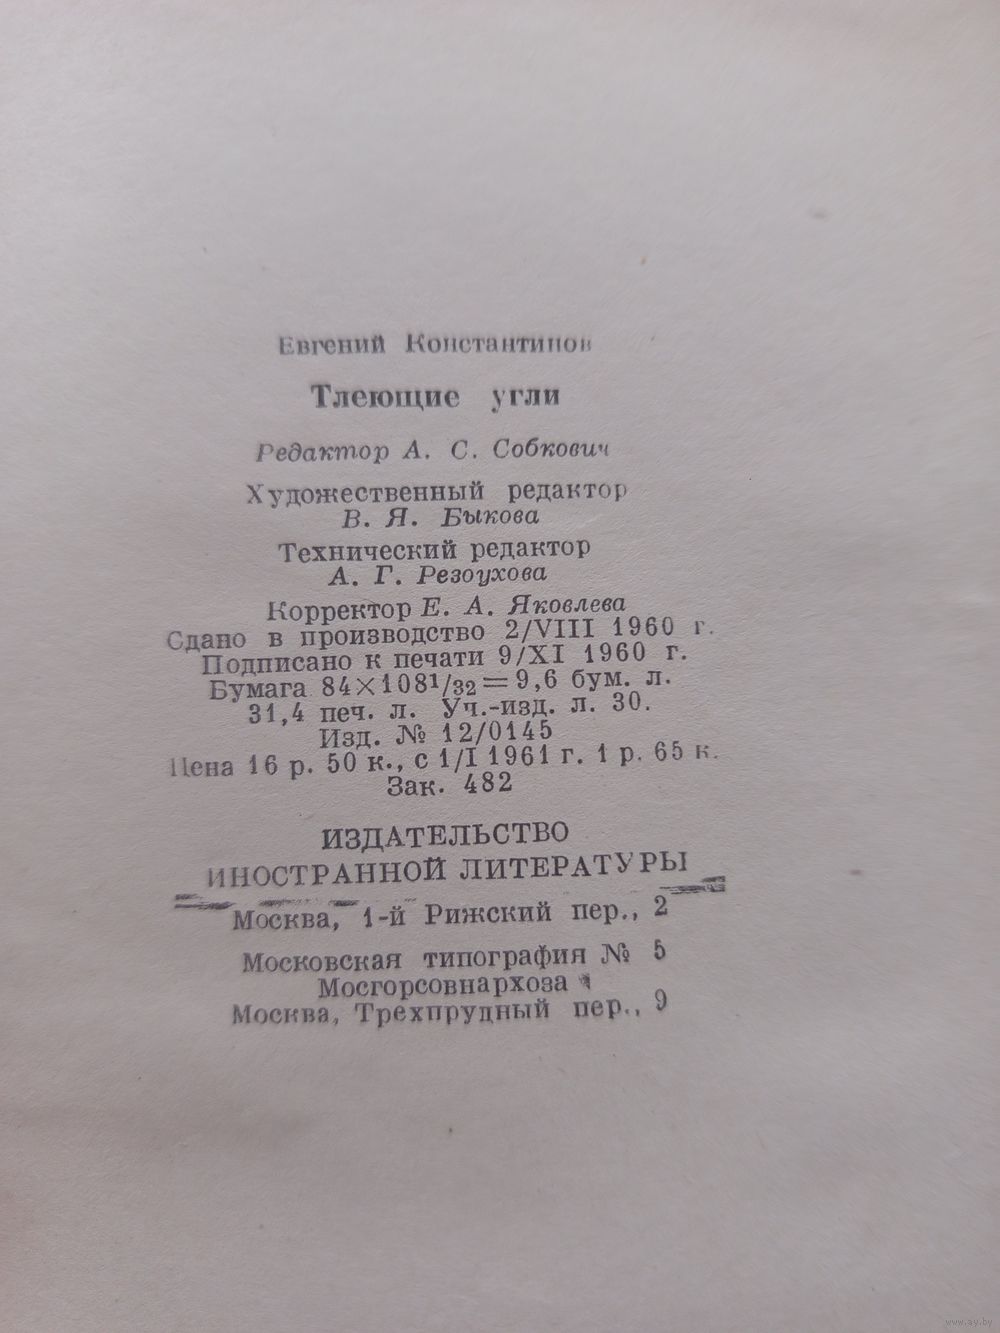 Евгений Константинов
Тлеющие угли
Редактор А. С. Собкович
Художественный редактор
В. Я. Быкова
Технический редактор
А. Г. Резоухова
Корректор Е. А. Яковлева
Сдано в производство 2/VIII 1960 г.
Подписано к печати 9/XI 1960 г.
Бумага 84×108¹/₃₂ = 9,6 бум. л.
31,4 печ. л. Уч.-изд. л. 30.
Изд. № 12/0145
Цена 16 р. 50 к., с 1/I 1961 г. 1 р. 65 к.
Зак. 482
ИЗДАТЕЛЬСТВО
ИНОСТРАННОЙ ЛИТЕРАТУРЫ
Москва, 1-й Рижский пер., 2
Московская типография № 5
Мосгорсовнархоза
Москва, Трехпрудный пер., 9
www.ay.by